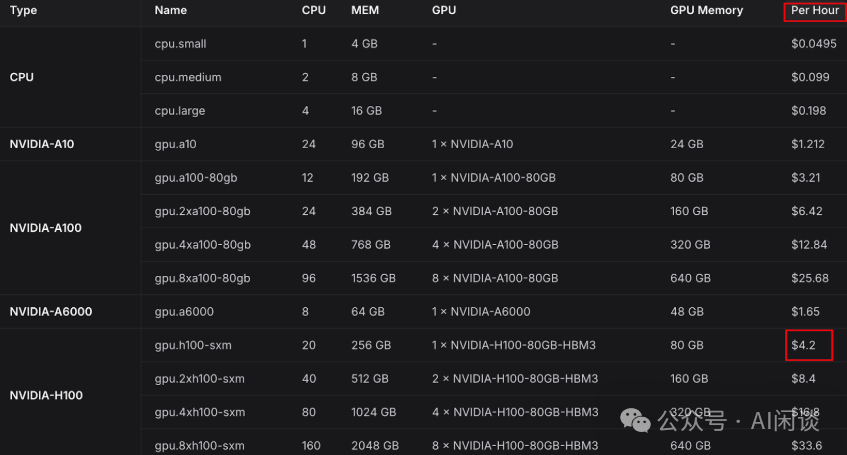 Type Name CPU MEM GPU GPU Memory Per Hour
cpu.small 1 4 GB - - $0.0495
CPU cpu.medium 2 8 GB - - $0.099
cpu.large 4 16 GB - - $0.198
NVIDIA-A10 gpu.a10 24 96 GB 1 × NVIDIA-A10 24 GB $1.212
gpu.a100-80gb 12 192 GB 1 × NVIDIA-A100-80GB 80 GB $3.21
gpu.2xa100-80gb 24 384 GB 2 × NVIDIA-A100-80GB 160 GB $6.42
NVIDIA-A100
gpu.4xa100-80gb 48 768 GB 4 × NVIDIA-A100-80GB 320 GB $12.84
gpu.8xa100-80gb 96 1536 GB 8 × NVIDIA-A100-80GB 640 GB $25.68
NVIDIA-A6000 gpu.a6000 8 64 GB 1 × NVIDIA-A6000 48 GB $1.65
gpu.h100-sxm 20 256 GB 1 × NVIDIA-H100-80GB-HBM3 80 GB $4.2
gpu.2xh100-sxm 40 512 GB 2 × NVIDIA-H100-80GB-HBM3 160 GB $8.4
NVIDIA-H100
gpu.4xh100-sxm 80 1024 GB 4 × NVIDIA-H100-80GB-HBM3 320 GB $16.8
公众号 · AI闲谈
gpu.8xh100-sxm 160 2048 GB 8 × NVIDIA-H100-80GB-HBM3 640 GB $33.6